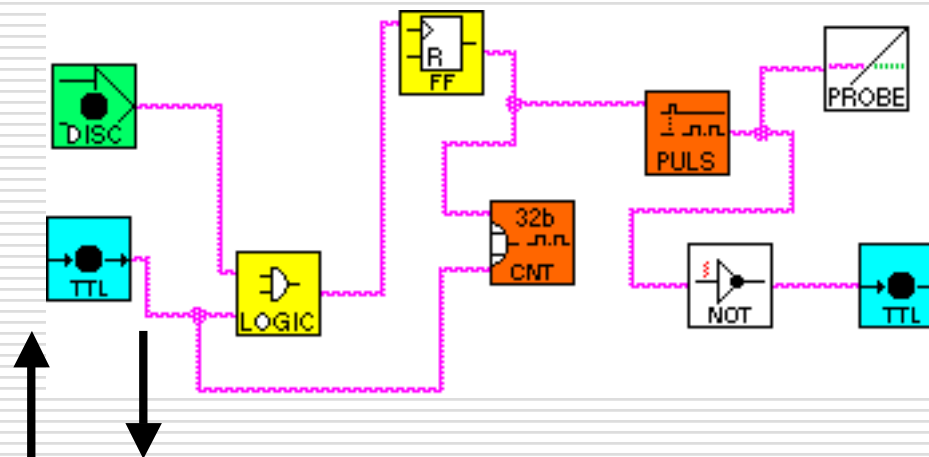 R
FF
PROBE
DISC
PULS
32b
CNT
TTL
LOGIC
NOT
TTL